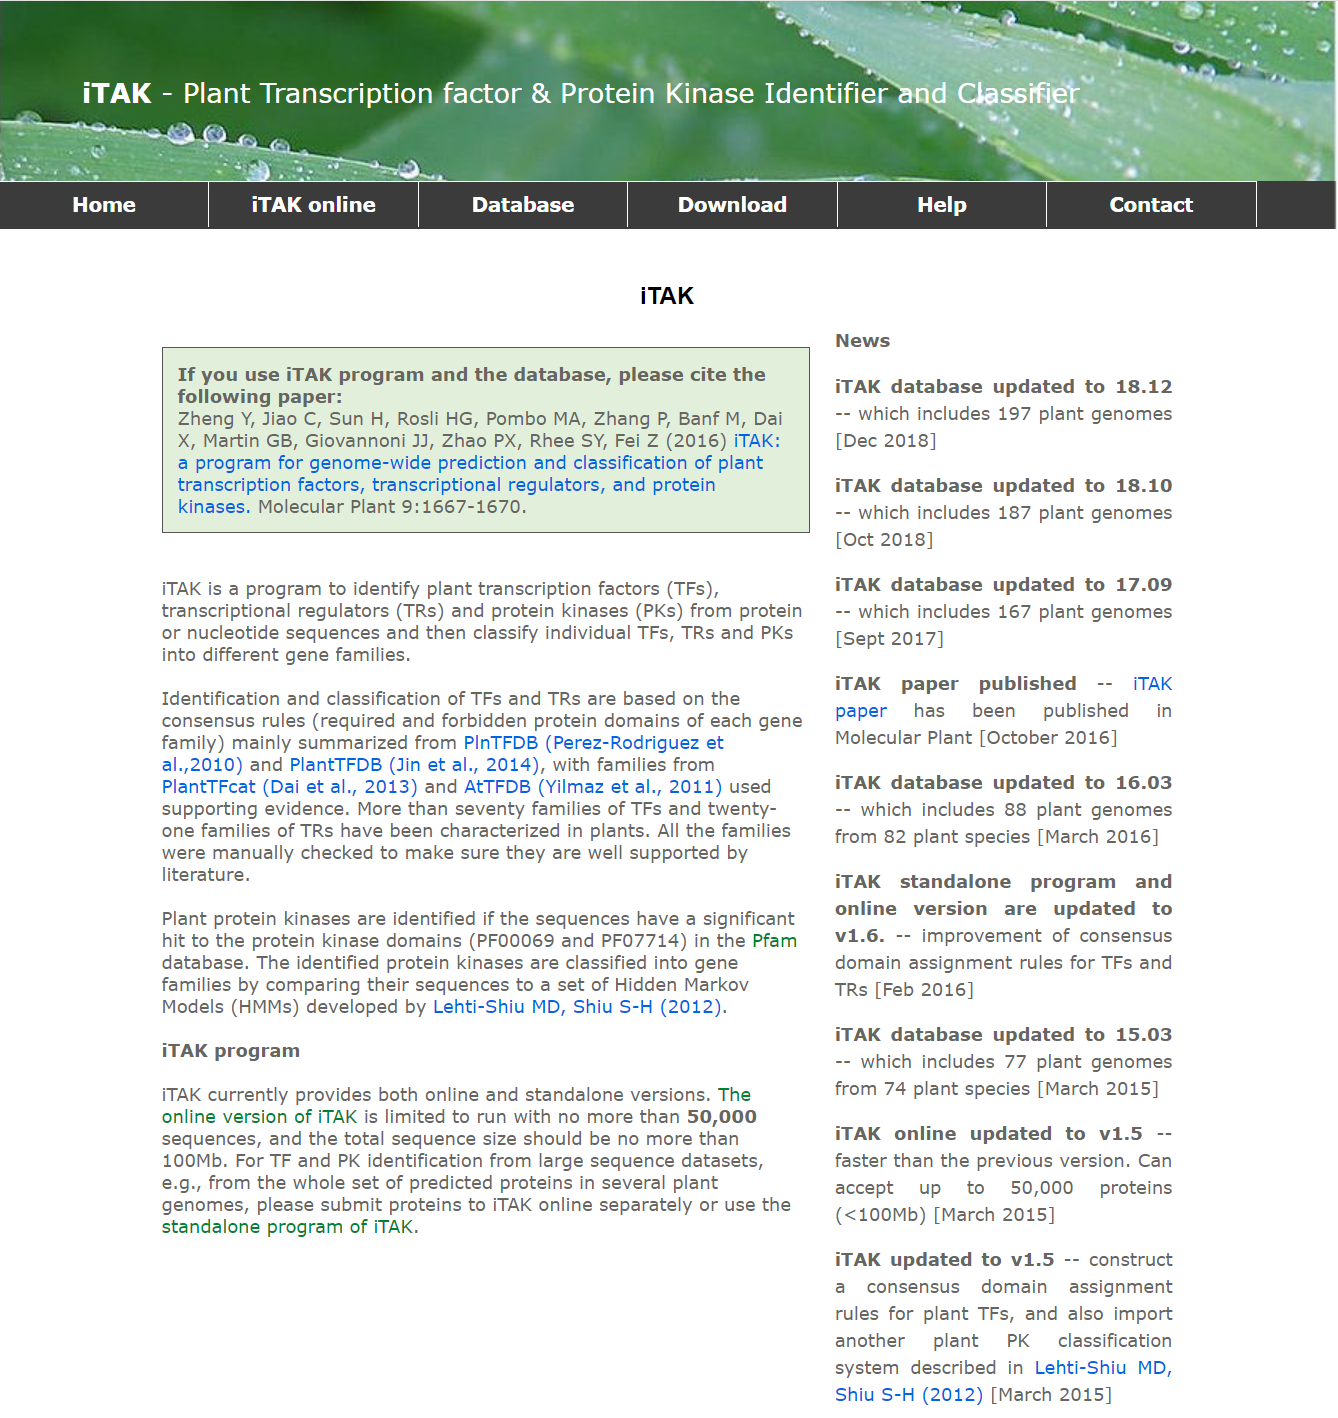 iTAK - Plant Transcription factor & Protein Kinase Identifier and Classifier
Home
iTAK online
Database
Download
Help
Contact
iTAK
If you use iTAK program and the database, please cite the
following paper:
Zheng Y, Jiao C, Sun H, Rosli HG, Pombo MA, Zhang P, Banf M, Dai
X, Martin GB, Giovannoni JJ, Zhao PX, Rhee SY, Fei Z (2016) iTAK:
a program for genome-wide prediction and classification of plant
transcription factors, transcriptional regulators, and protein
kinases. Molecular Plant 9:1667-1670.
iTAK is a program to identify plant transcription factors (TFs),
transcriptional regulators (TRs) and protein kinases (PKs) from protein
or nucleotide sequences and then classify individual TFs, TRs and PKs
into different gene families.
Identification and classification of TFs and TRs are based on the
consensus rules (required and forbidden protein domains of each gene
family) mainly summarized from PlnTFDB (Perez-Rodriguez et
al.,2010) and PlantTFDB (Jin et al., 2014), with families from
PlantTFcat (Dai et al., 2013) and AtTFDB (Yilmaz et al., 2011) used
supporting evidence. More than seventy families of TFs and twenty-
one families of TRs have been characterized in plants. All the families
were manually checked to make sure they are well supported by
literature.
Plant protein kinases are identified if the sequences have a significant
hit to the protein kinase domains (PF00069 and PF07714) in the Pfam
database. The identified protein kinases are classified into gene
families by comparing their sequences to a set of Hidden Markov
Models (HMMs) developed by Lehti-Shiu MD, Shiu S-H (2012).
iTAK program
iTAK currently provides both online and standalone versions. The
online version of iTAK is limited to run with no more than 50,000
sequences, and the total sequence size should be no more than
100Mb. For TF and PK identification from large sequence datasets,
e.g., from the whole set of predicted proteins in several plant
genomes, please submit proteins to iTAK online separately or use the
standalone program of iTAK.
News
iTAK database updated to 18.12
-- which includes 197 plant genomes
[Dec 2018]
iTAK database updated to 18.10
-- which includes 187 plant genomes
[Oct 2018]
iTAK database updated to 17.09
-- which includes 167 plant genomes
[Sept 2017]
iTAK paper published -- iTAK
paper has been published in
Molecular Plant [October 2016]
iTAK database updated to 16.03
-- which includes 88 plant genomes
from 82 plant species [March 2016]
iTAK standalone program and
online version are updated to
v1.6. -- improvement of consensus
domain assignment rules for TFs and
TRs [Feb 2016]
iTAK database updated to 15.03
-- which includes 77 plant genomes
from 74 plant species [March 2015]
iTAK online updated to v1.5 --
faster than the previous version. Can
accept up to 50,000 proteins
(<100Mb) [March 2015]
iTAK updated to v1.5 -- construct
a consensus domain assignment
rules for plant TFs, and also import
another plant PK classification
system described in Lehti-Shiu MD,
Shiu S-H (2012) [March 2015]